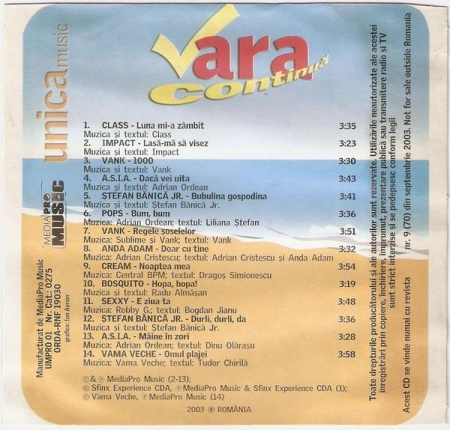 Vara
continuă
unica music
MEDIAPRO
MUSIC
Manufacturat de MediaPro Music
UMPRO 01 Nr. Cat.: 0275
ORDA-RNF 19050
1. CLASS - Luna mi-a zâmbit 3:35
Muzica și textul: Class
2. IMPACT - Lasă-mă să visez 3:23
Muzica și textul: Impact
3. VANK - 1000 3:30
Muzica și textul: Vank
4. A.S.I.A. - Dacă vei uita 3:43
Muzica și textul: Adrian Ordean
5. ȘTEFAN BĂNICĂ JR. - Bubulina gospodina 3:41
Muzica și textul: Ștefan Bănică Jr.
6. POPS - Bum, bum! 3:36
Muzica: Adrian Ordean; textul: Liliana Ștefan
7. VANK - Regele șoselelor 3:51
Muzica: Sublime si Vank; textul: Vank
8. ANDA ADAM - Doar cu tine 3:32
Muzica: Adrian Cristescu; textul: Adrian Cristescu și Anda Adam
9. CREAM - Noaptea mea 3:54
Muzica: Central BPM; textul: Dragoș Simionescu
10. BOSQUITO - Hopa, hopa! 3:19
Muzica și textul: Radu Almășan
11. SEXXY - E ziua ta 3:48
Muzica: Robby G.; textul: Bogdan Jianu
12. ȘTEFAN BĂNICĂ JR. - Durli, durli, da 3:36
Muzica și textul: Ștefan Bănică Jr.
13. A.S.I.A. - Mâine în zori 3:28
Muzica: Adrian Ordean; textul: Dinu Olărașu
14. VAMA VECHE - Omul plajei 3:58
Muzica: Vama Veche; textul: Tudor Chirilă
Ⓒ & Ⓟ MediaPro Music (2-13);
Ⓒ Sfinx Experience CDA, Ⓟ MediaPro Music & Sfinx Experience CDA (1);
Ⓒ Vama Veche, Ⓟ MediaPro Music (14)
2003 ® ROMÂNIA
Toate drepturile producătorului și ale autorilor sunt rezervate. Utilizările neautorizate ale acestei
înregistrări prin copiere, închiriere, împrumut, prezentare publică sau transmitere radio și TV
sunt strict interzise și se pedepsesc conform legii
Acest CD se vinde numai cu revista nr. 9 (70) din septembrie 2003. Not for sale outside Romania